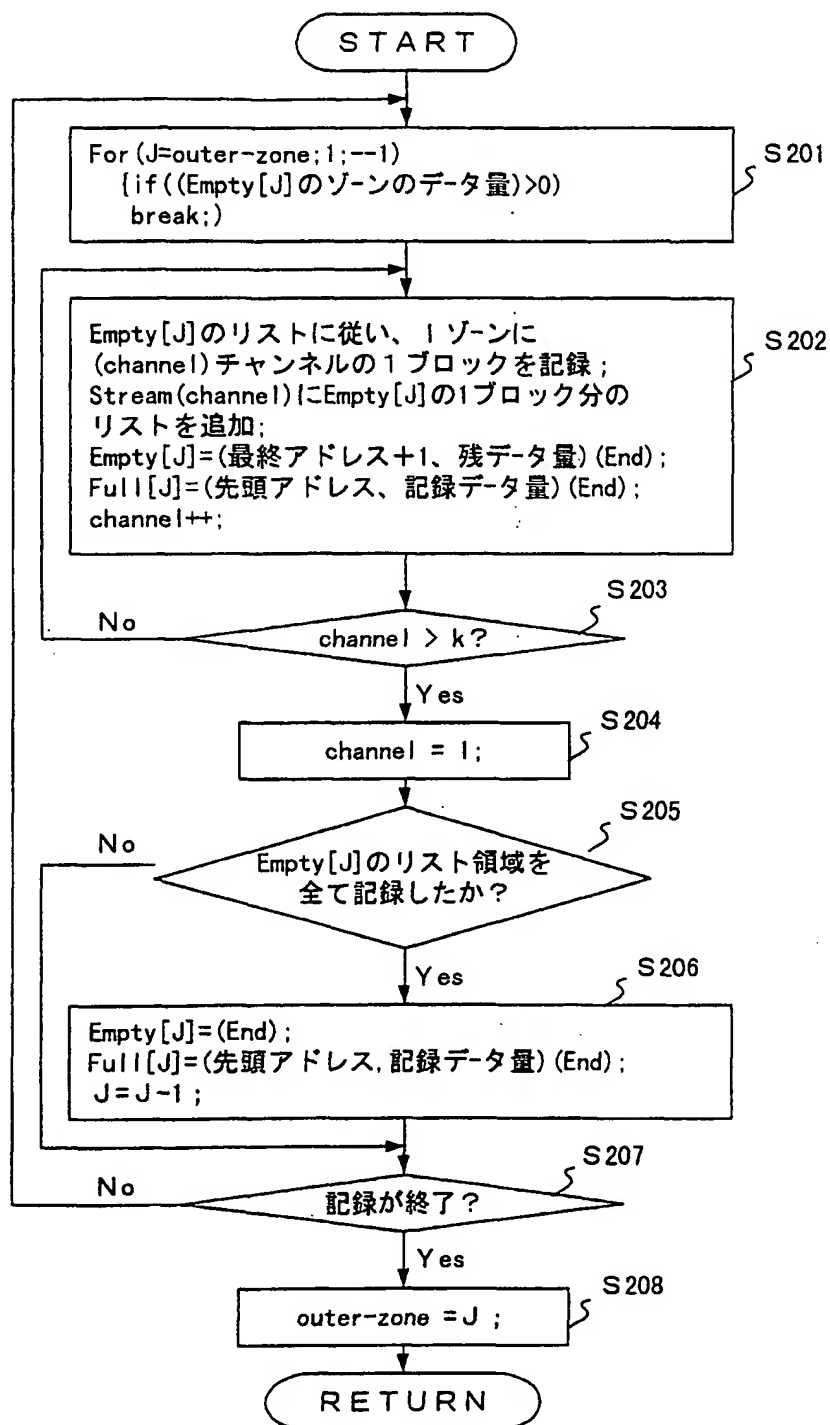 START
For(J=outer-zone;1;--1)
{if((Empty[J]のゾーンのデータ量)>0)
break;)
S201
Empty[J]のリストに従い、Iゾーンに
(channel)チャンネルの1ブロックを記録;
Stream(channel)にEmpty[J]の1ブロック分の
リストを追加;
Empty[J]=(最終アドレス+1、残データ量)(End);
Full[J]=(先頭アドレス、記録データ量)(End);
channel++;
S202
S203
No
channel > k?
Yes
S204
channel = 1;
S205
No
Empty[J]のリスト領域を
全て記録したか?
Yes
S206
Empty[J]=(End);
Full[J]=(先頭アドレス,記録データ量)(End);
J=J-1;
S207
No
記録が終了?
Yes
S208
outer-zone =J ;
RETURN